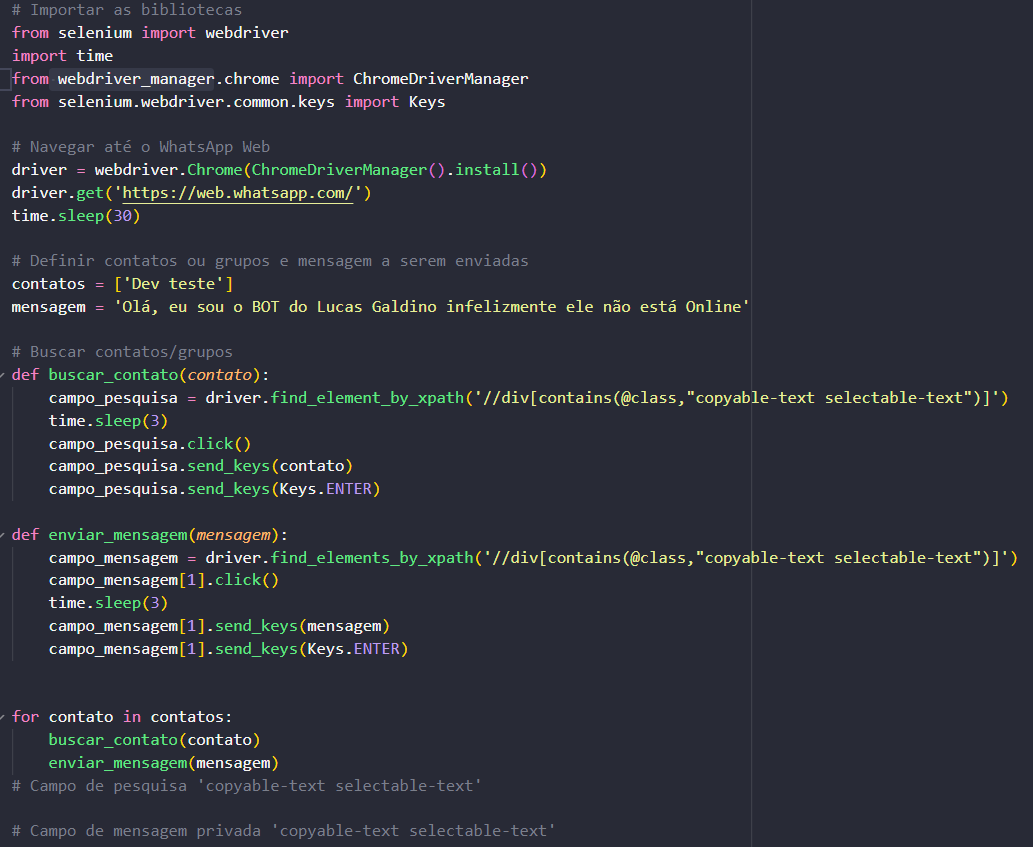 # Importar as bibliotecas
from selenium import webdriver
import time
from webdriver_manager.chrome import ChromeDriverManager
from selenium.webdriver.common.keys import Keys
# Navegar até o WhatsApp Web
driver = webdriver.Chrome(ChromeDriverManager().install())
driver.get('https://web.whatsapp.com/')
time.sleep(30)
# Definir contatos ou grupos e mensagem a serem enviadas
contatos = ['Dev teste']
mensagem = 'Olá, eu sou o BOT do Lucas Galdino infelizmente ele não está Online'
# Buscar contatos/grupos
def buscar_contato(contato):
    campo_pesquisa = driver.find_element_by_xpath('//div[contains(@class,"copyable-text selectable-text")]')
    time.sleep(3)
    campo_pesquisa.click()
    campo_pesquisa.send_keys(contato)
    campo_pesquisa.send_keys(Keys.ENTER)
def enviar_mensagem(mensagem):
    campo_mensagem = driver.find_elements_by_xpath('//div[contains(@class,"copyable-text selectable-text")]')
    campo_mensagem[1].click()
    time.sleep(3)
    campo_mensagem[1].send_keys(mensagem)
    campo_mensagem[1].send_keys(Keys.ENTER)
for contato in contatos:
    buscar_contato(contato)
    enviar_mensagem(mensagem)
# Campo de pesquisa 'copyable-text selectable-text'
# Campo de mensagem privada 'copyable-text selectable-text'